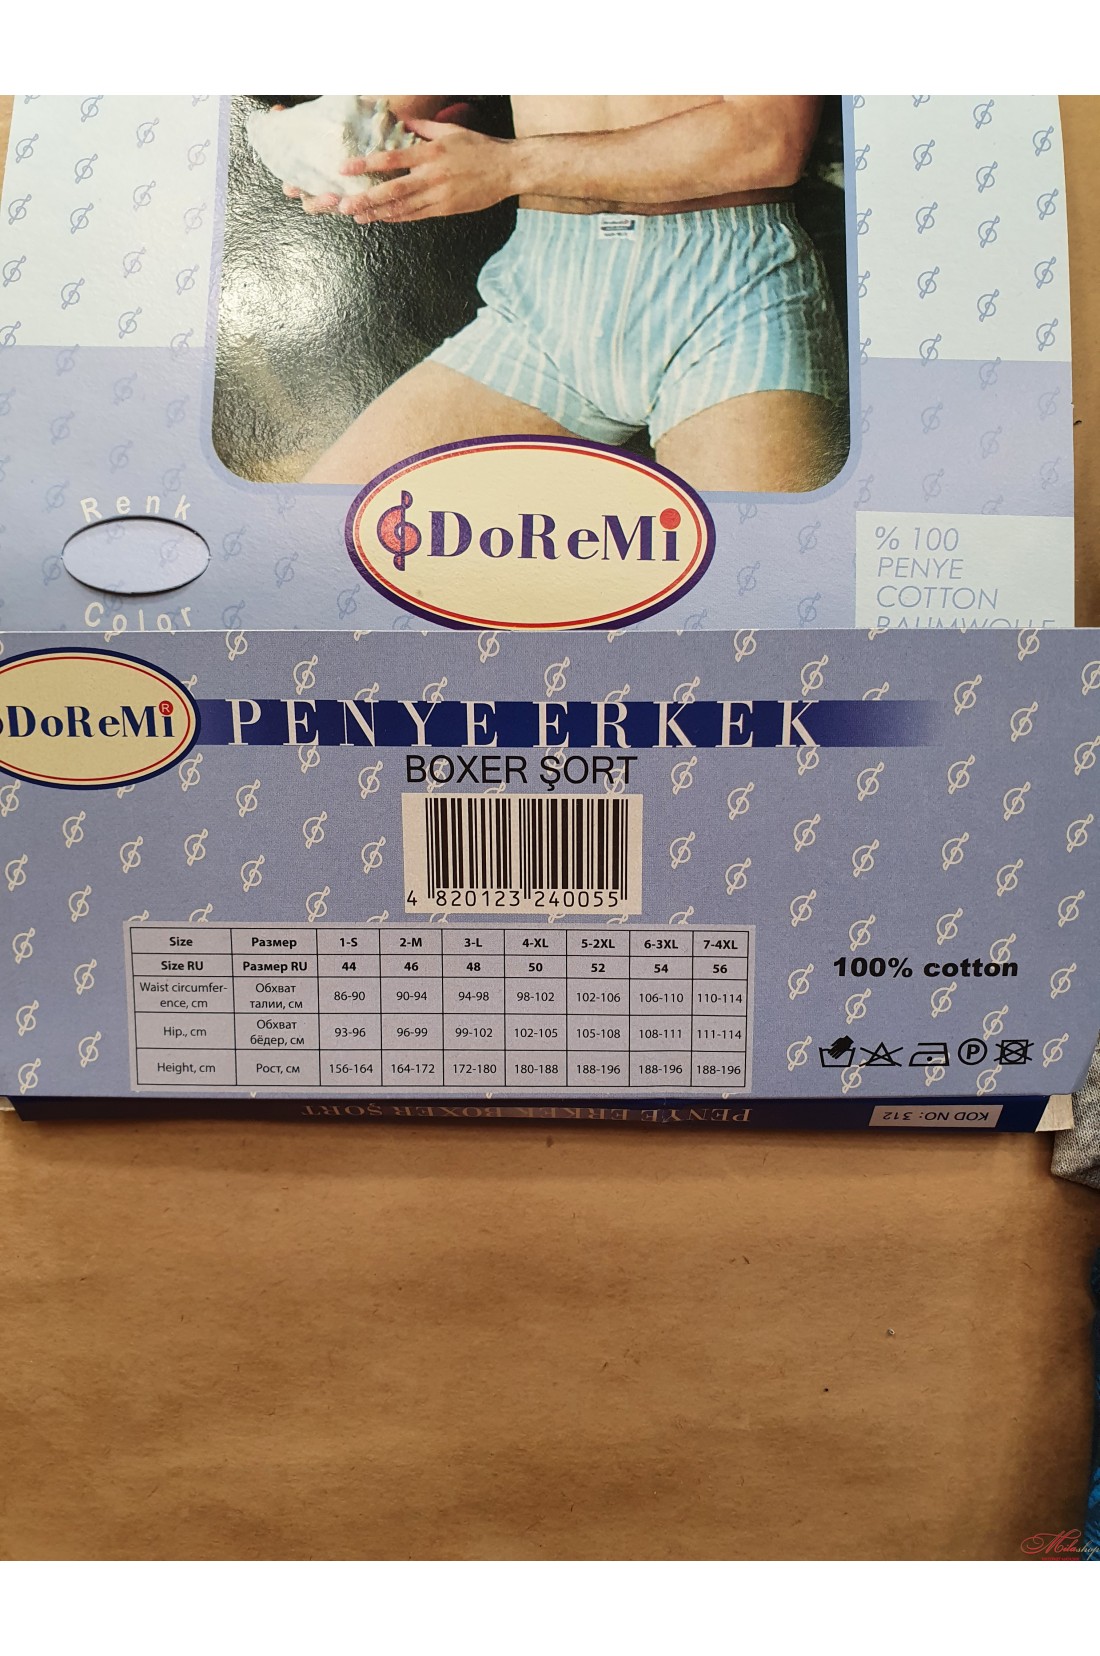 Renk
Color
DoReMi
% 100
PENYE
COTTON
BAUMWOLLE
DoReMi®
PENYE ERKEK
BOXER ŞORT
4 820123 240055
Size Размер 1-S 2-M 3-L 4-XL 5-2XL 6-3XL 7-4XL
Size RU Размер RU 44 46 48 50 52 54 56
Waist circumfer-
ence, cm Обхват
талии, см 86-90 90-94 94-98 98-102 102-106 106-110 110-114
Hip., cm Обхват
бёдер, см 93-96 96-99 99-102 102-105 105-108 108-111 111-114
Height, cm Рост, см 156-164 164-172 172-180 180-188 188-196 188-196 188-196
100% cotton
P
PENYE ERKEK BOXER ŞORT
KOD NO: 312
Milashop